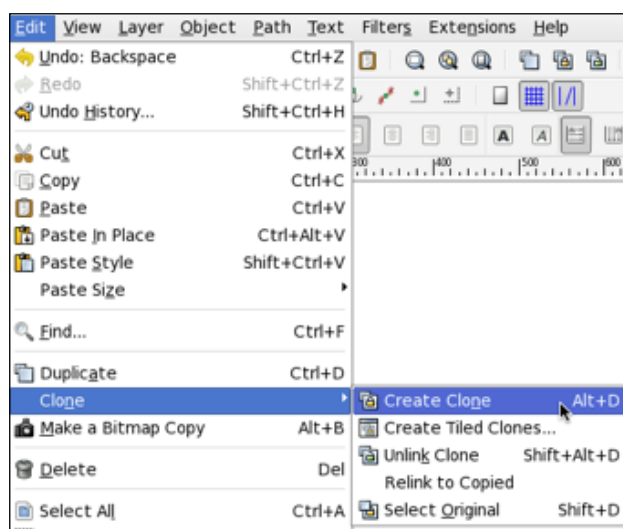 Edit View Layer Object Path Text Filters Extensions Help
Undo: Backspace Ctrl+Z
Redo Shift+Ctrl+Z
Undo History... Shift+Ctrl+H
Cut Ctrl+X
Copy Ctrl+C
Paste Ctrl+V
Paste In Place Ctrl+Alt+V
Paste Style Shift+Ctrl+V
Paste Size
Find... Ctrl+F
Duplicate Ctrl+D
Clone
Make a Bitmap Copy Alt+B
Delete Del
Select All Ctrl+A
A A
300 400 500 600
Create Clone Alt+D
Create Tiled Clones...
Unlink Clone Shift+Alt+D
Relink to Copied
Select Original Shift+D